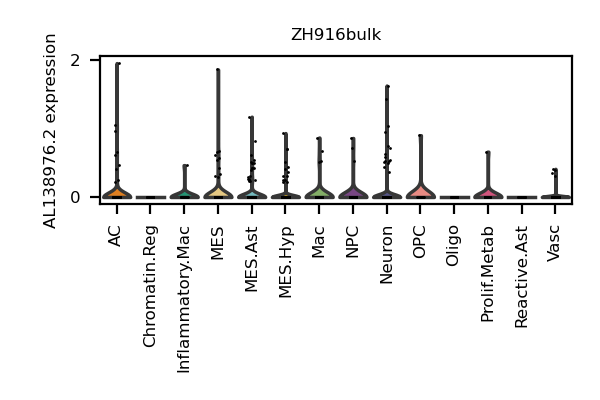 ZH916bulk
AL138976.2 expression
2
0
AC
Chromatin.Reg
Inflammatory.Mac
MES
MES.Ast
MES.Hyp
Mac
NPC
Neuron
OPC
Oligo
Prolif.Metab
Reactive.Ast
Vasc